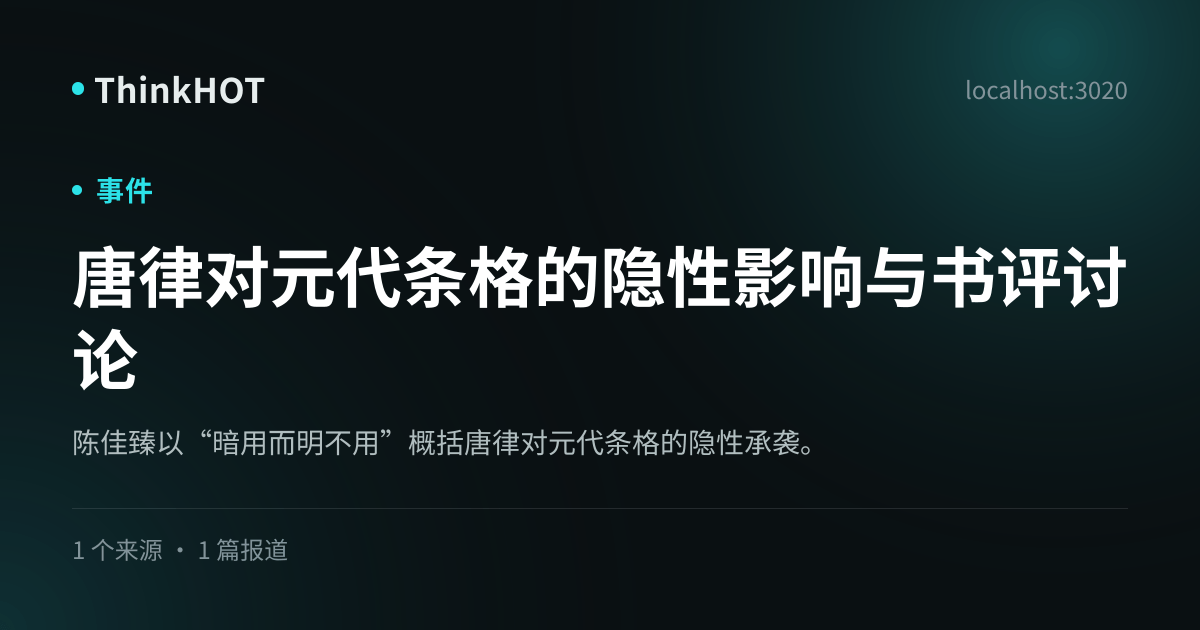 ThinkHOT
localhost:3020
事件
唐律对元代条格的隐性影响与书评讨
论
陈佳臻以“暗用而明不用”概括唐律对元代条格的隐性承袭。
1 个来源 · 1 篇报道